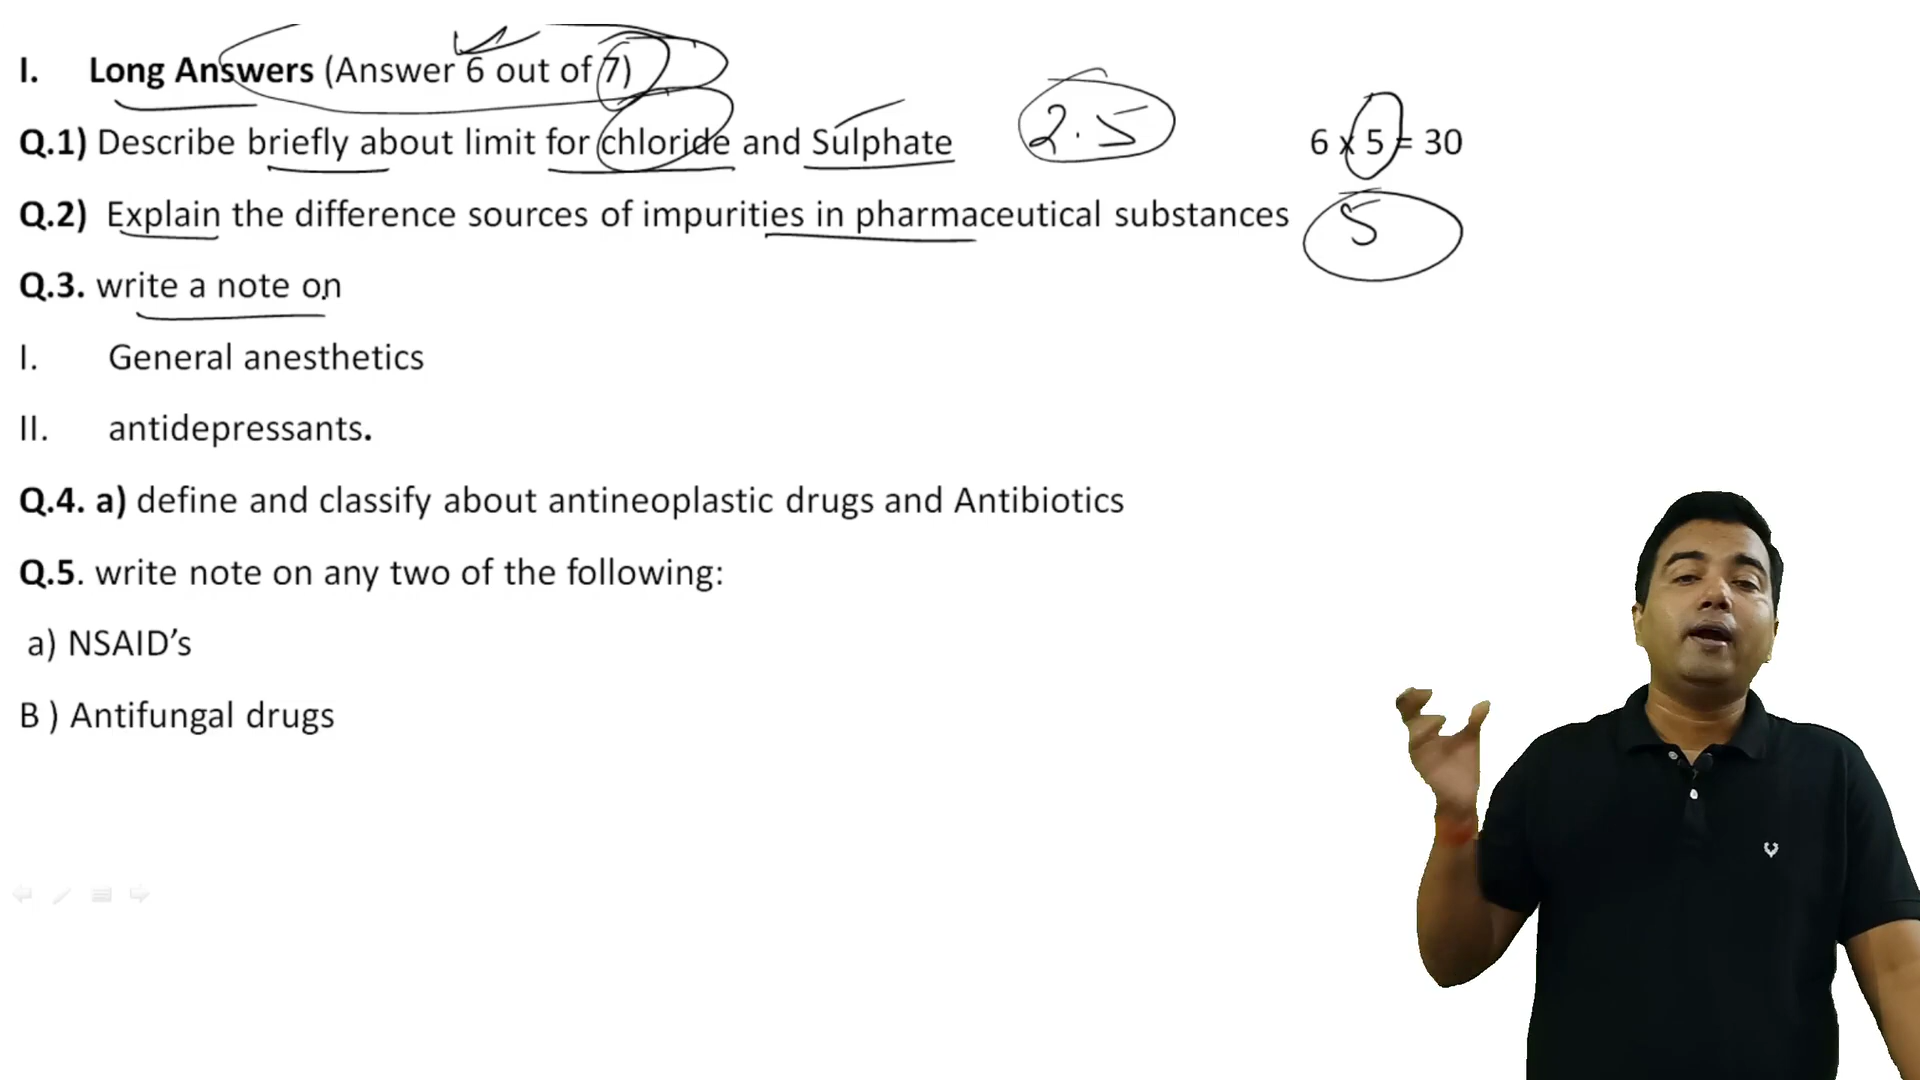 I. Long Answers (Answer 6 out of 7)
Q.1) Describe briefly about limit for chloride and Sulphate 2.5 6 x 5 = 30
Q.2) Explain the difference sources of impurities in pharmaceutical substances 5
Q.3. write a note on
I. General anesthetics
II. antidepressants.
Q.4. a) define and classify about antineoplastic drugs and Antibiotics
Q.5. write note on any two of the following:
a) NSAID’s
B ) Antifungal drugs